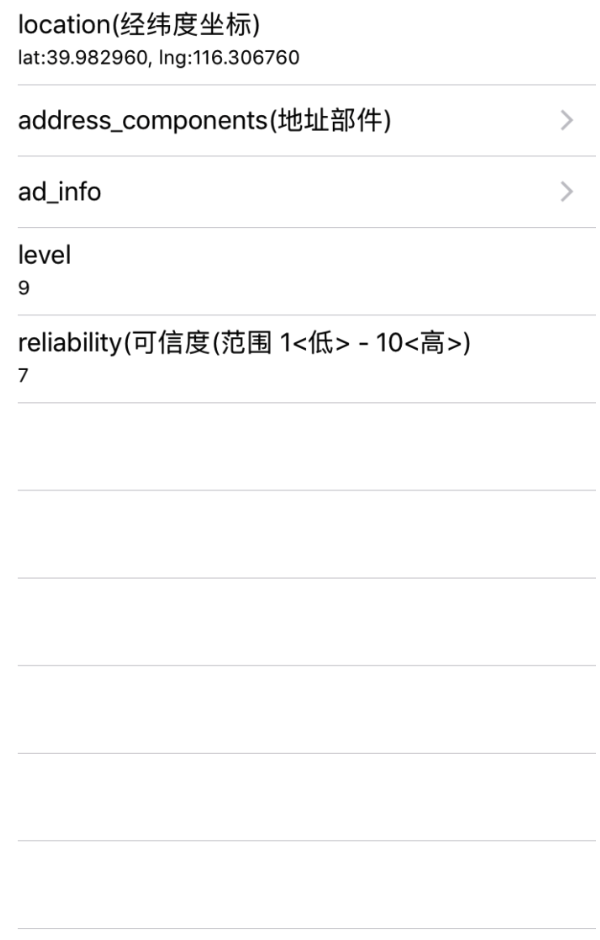 location(经纬度坐标)
lat:39.982960, lng:116.306760
address_components(地址部件)
ad_info
level
9
reliability(可信度(范围 1<低> - 10<高>)
7